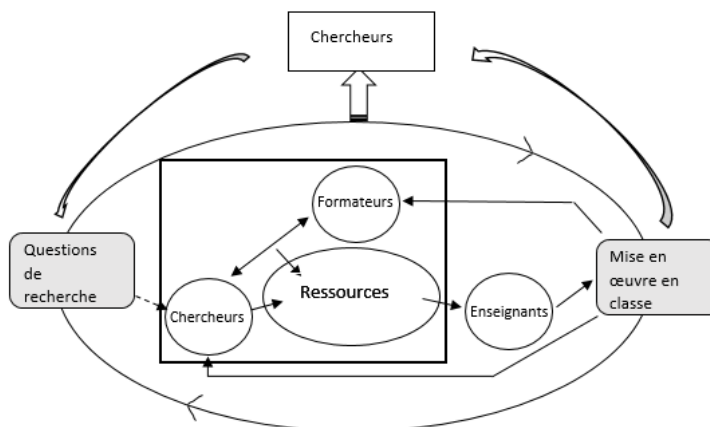 Chercheurs
Formateurs
Questions
de
recherche
Mise en
œuvre en
classe
Ressources
Chercheurs
Enseignants